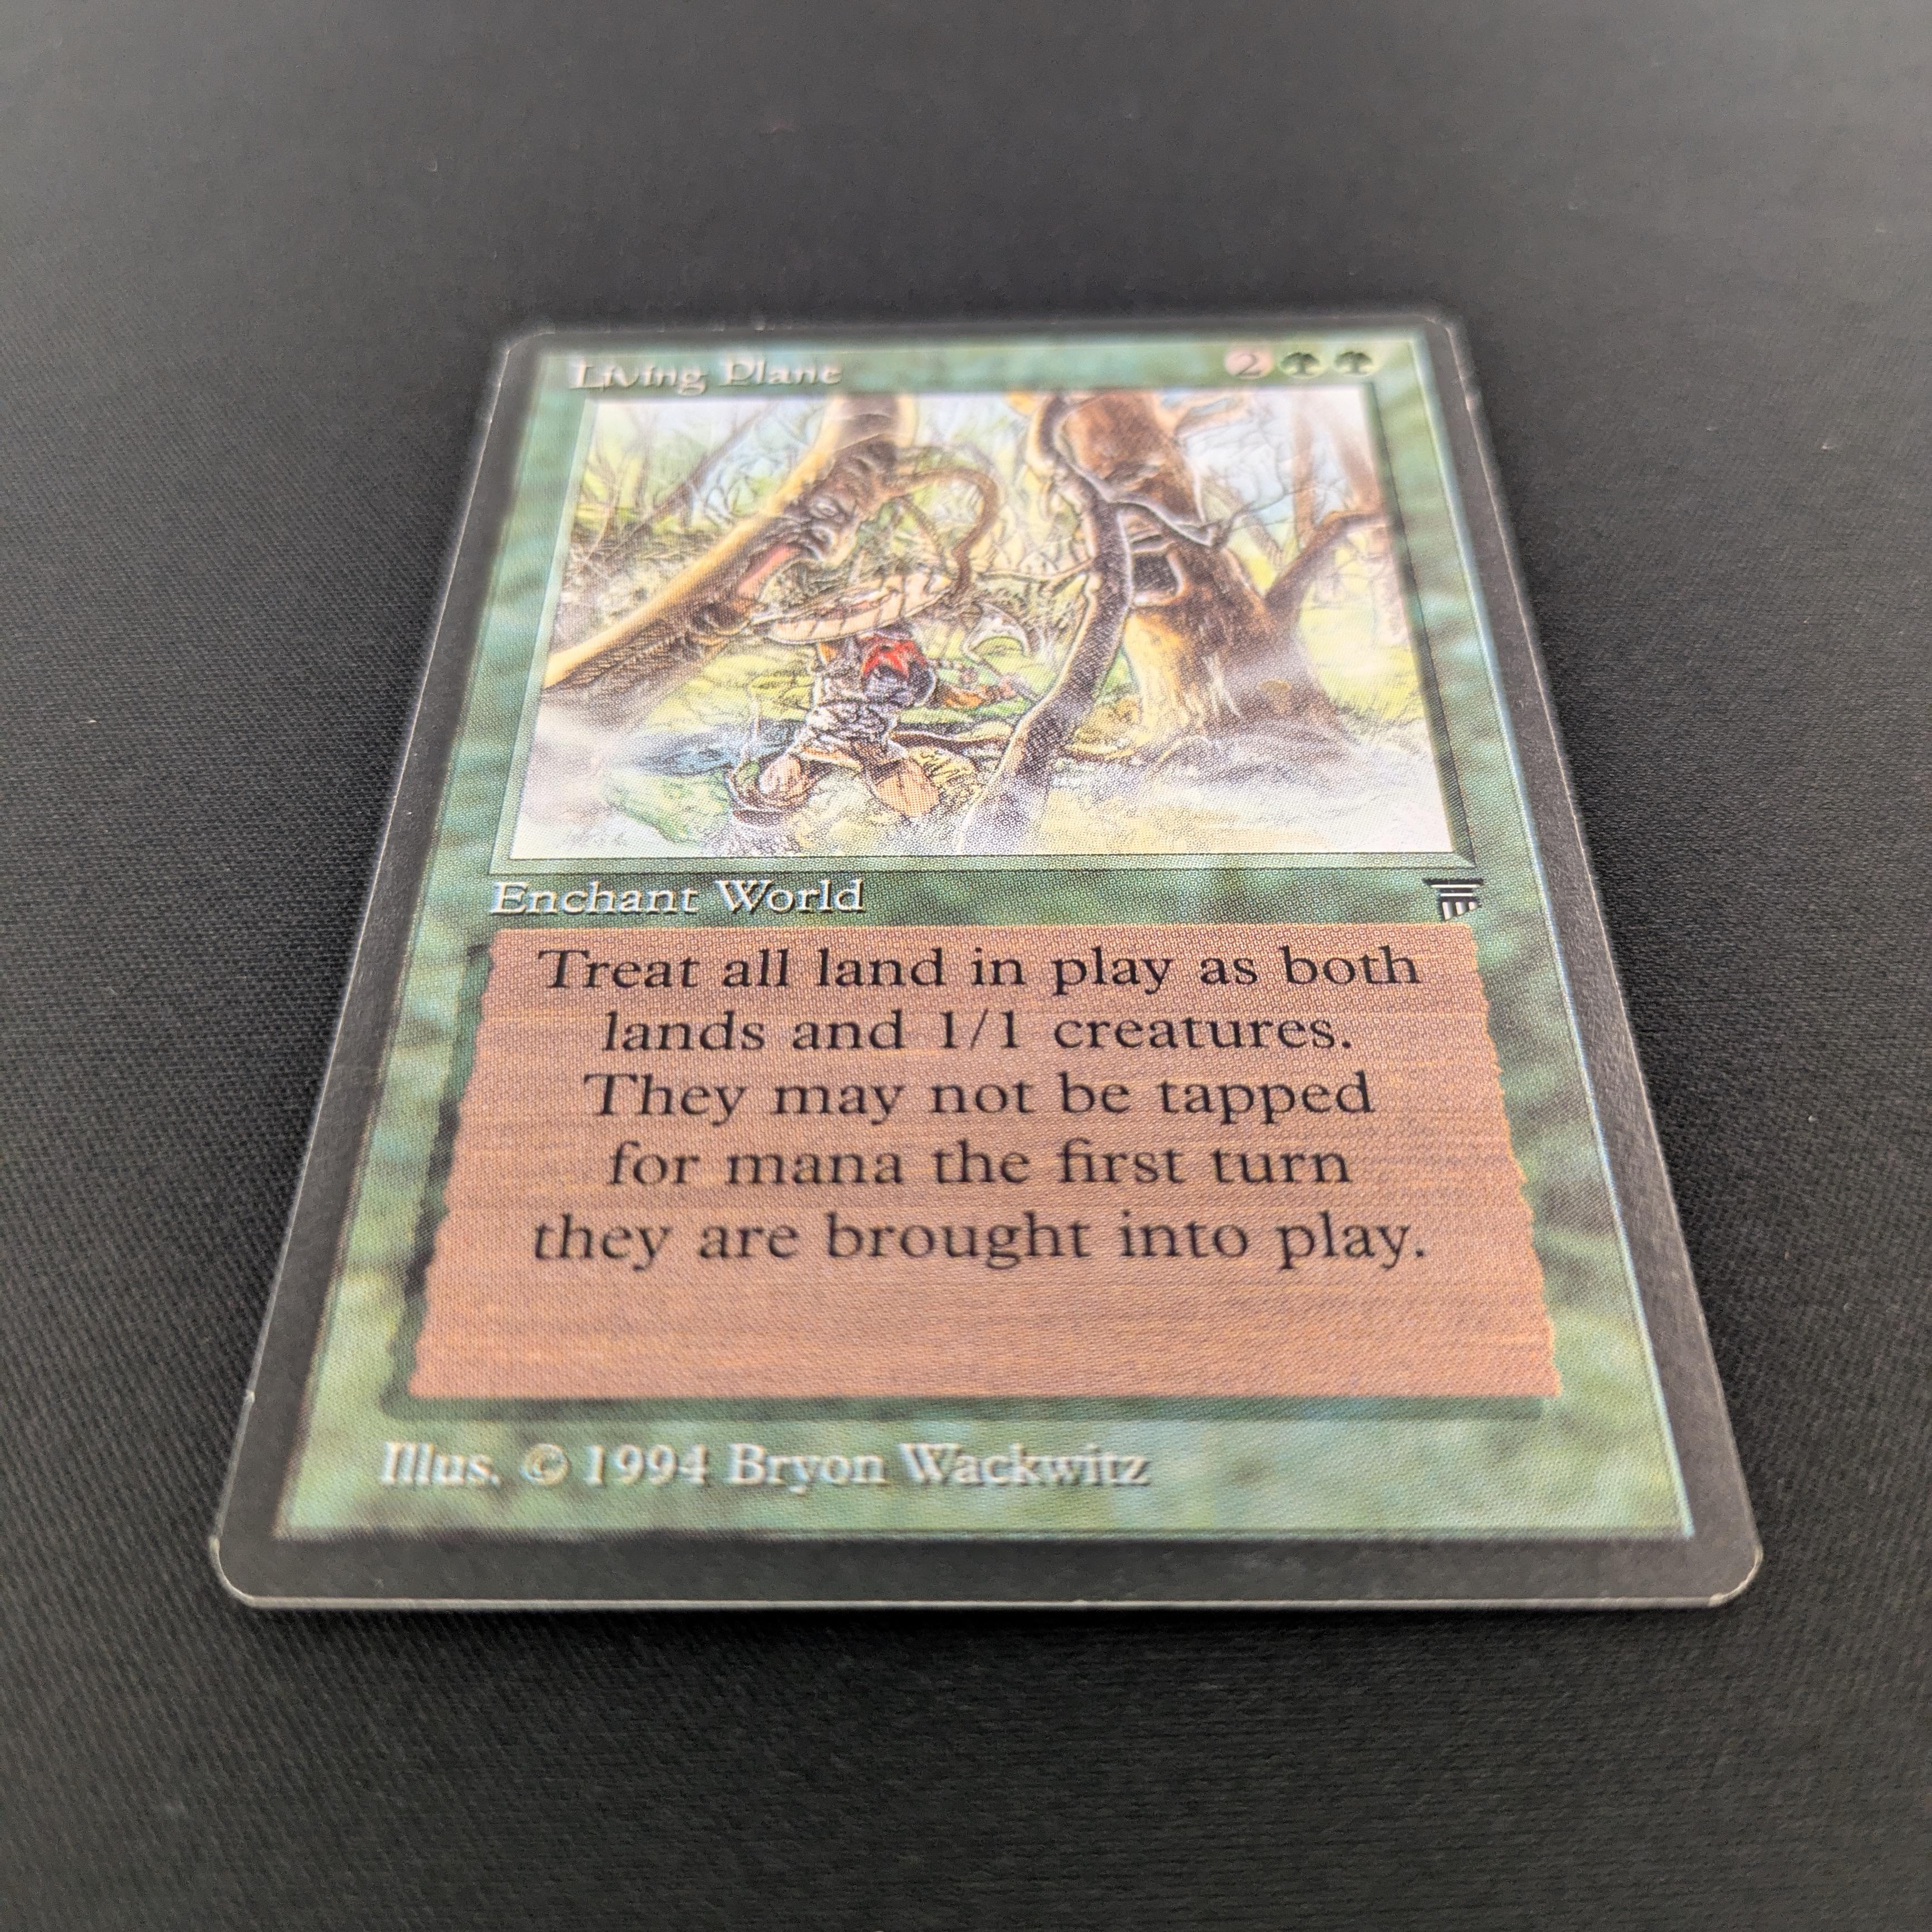 Living Plane 2
Enchant World
Treat all land in play as both
lands and 1/1 creatures.
They may not be tapped
for mana the first turn
they are brought into play.
Illus. © 1994 Bryon Wackwitz